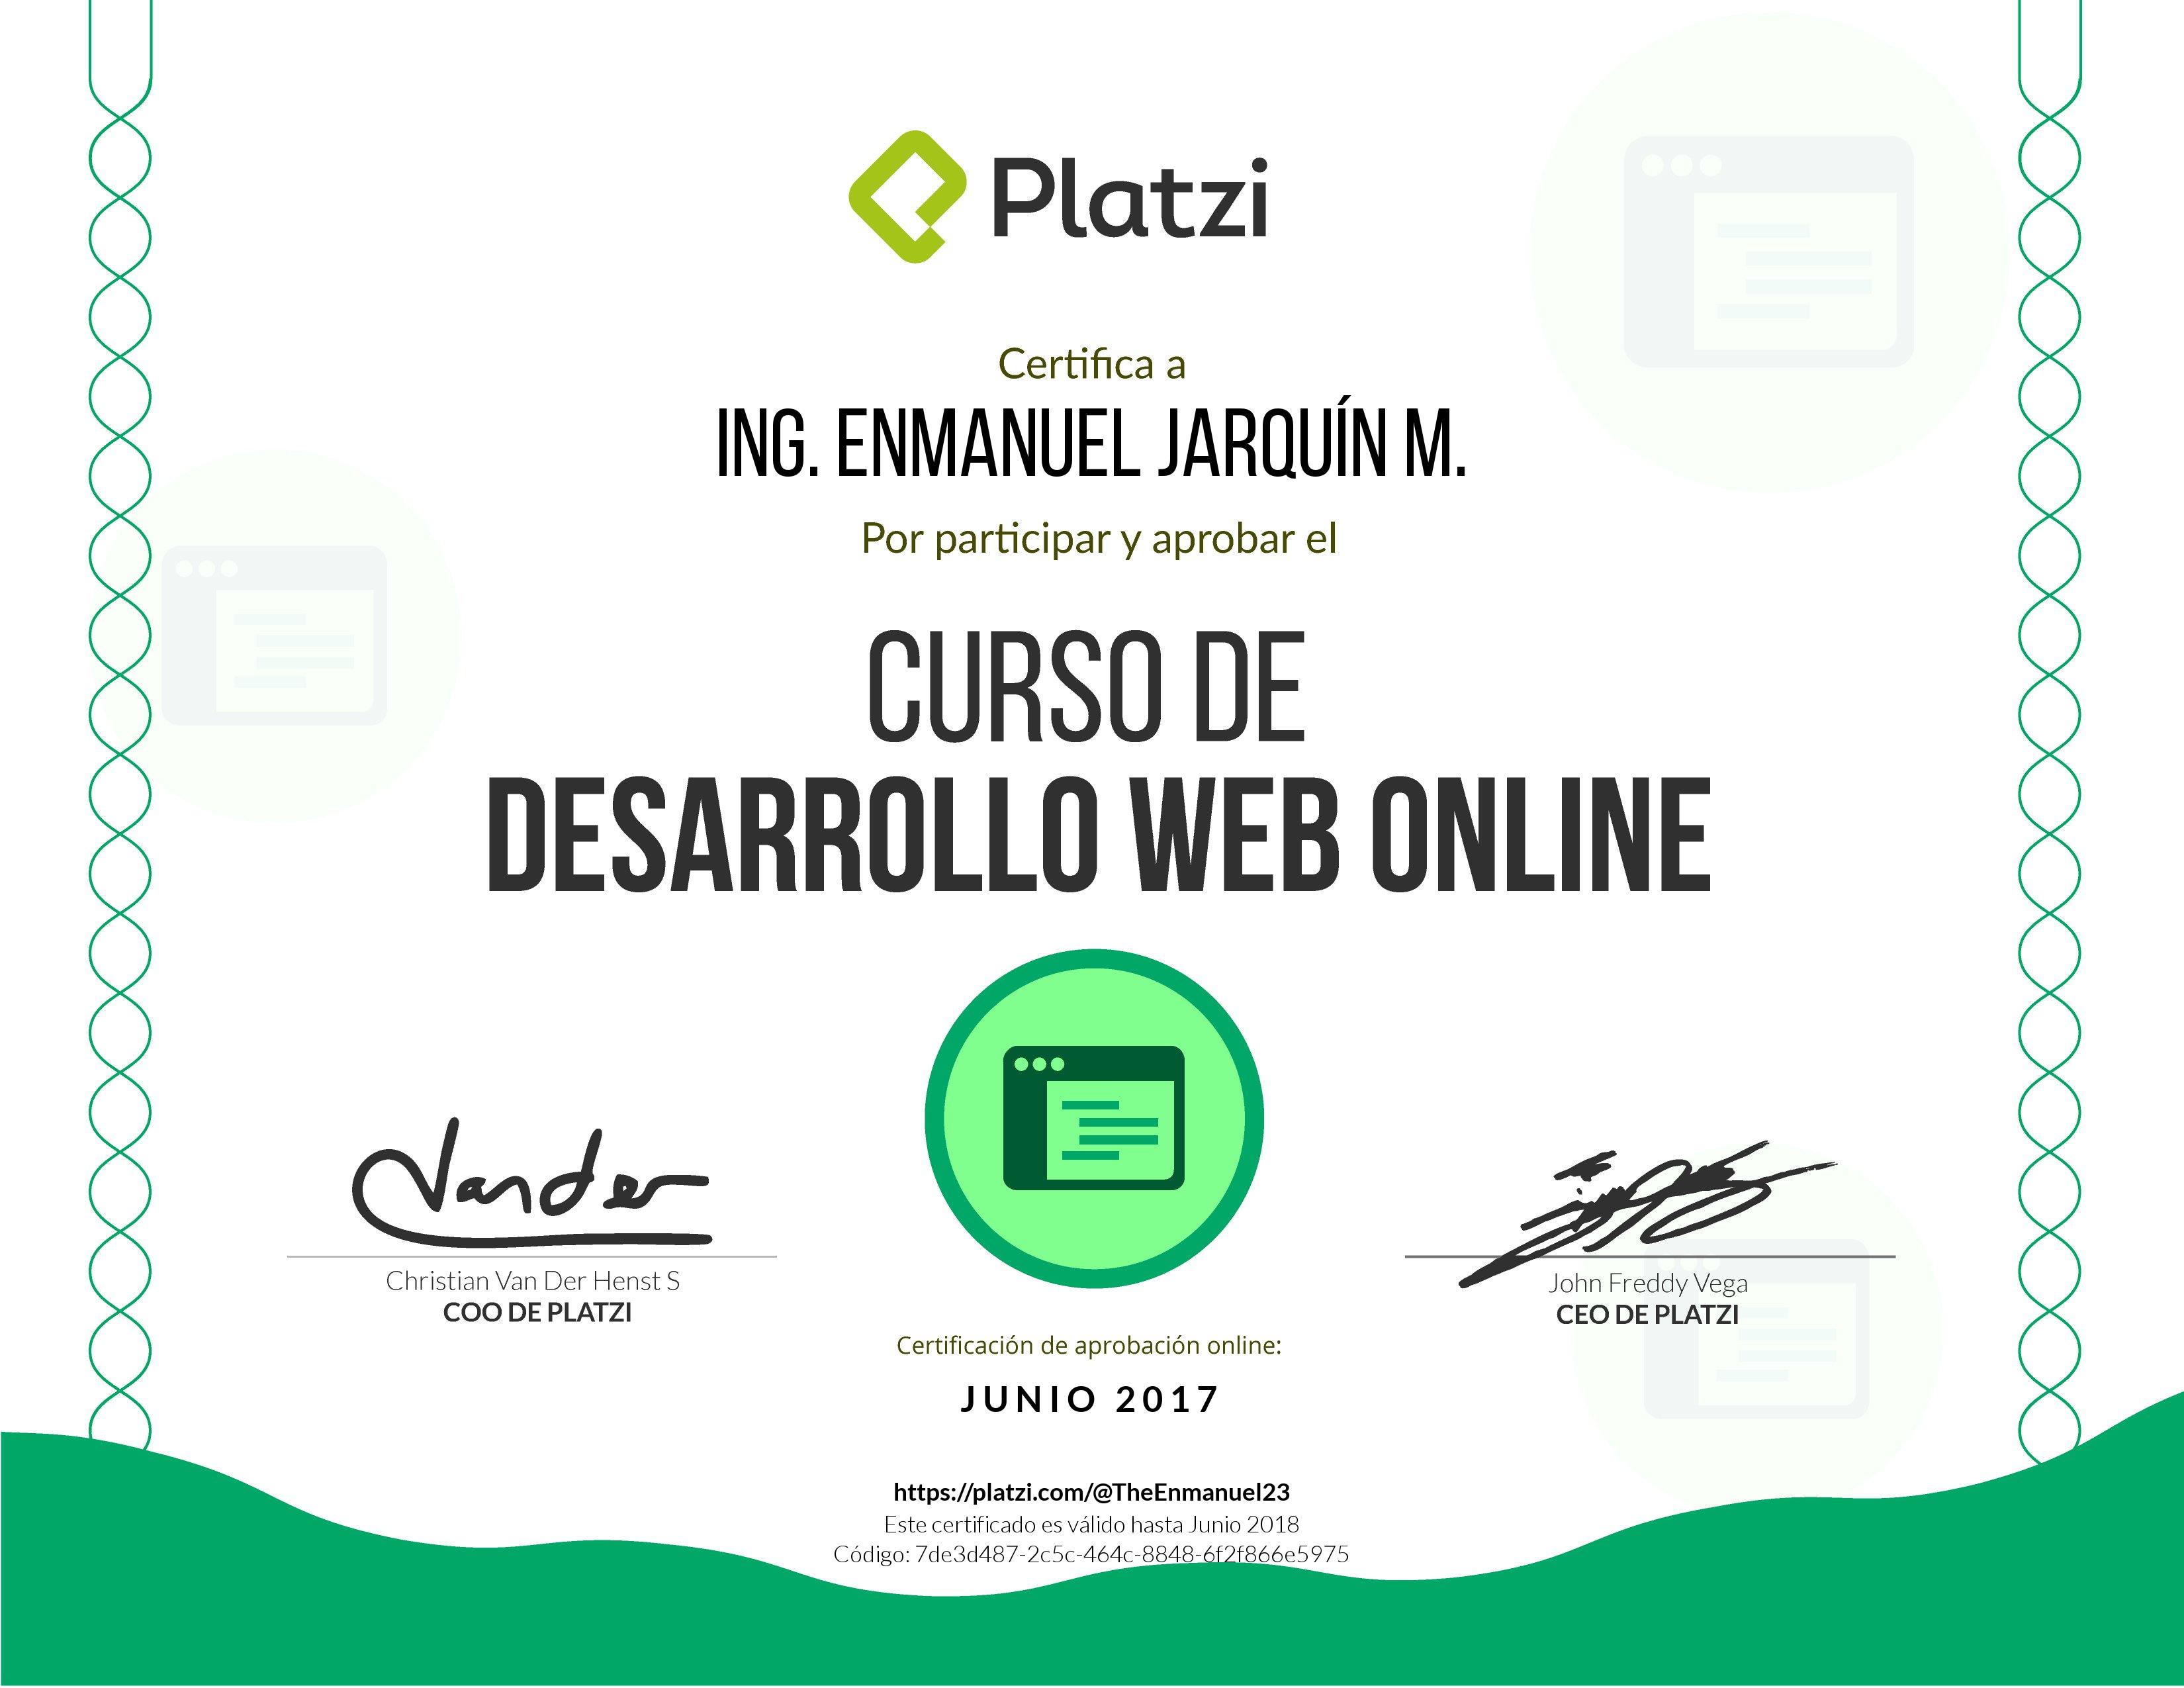 Platzi
Certifica a
ING. ENMANUEL JARQUÍN M.
Por participar y aprobar el
CURSO DE
DESARROLLO WEB ONLINE
Vander
Christian Van Der Henst S
COO DE PLATZI
John Freddy Vega
CEO DE PLATZI
Certificación de aprobación online:
JUNIO 2017
https://platzi.com/@TheEnmanuel23
Este certificado es válido hasta Junio 2018
Código: 7de3d487-2c5c-464c-8848-6f2f866e5975